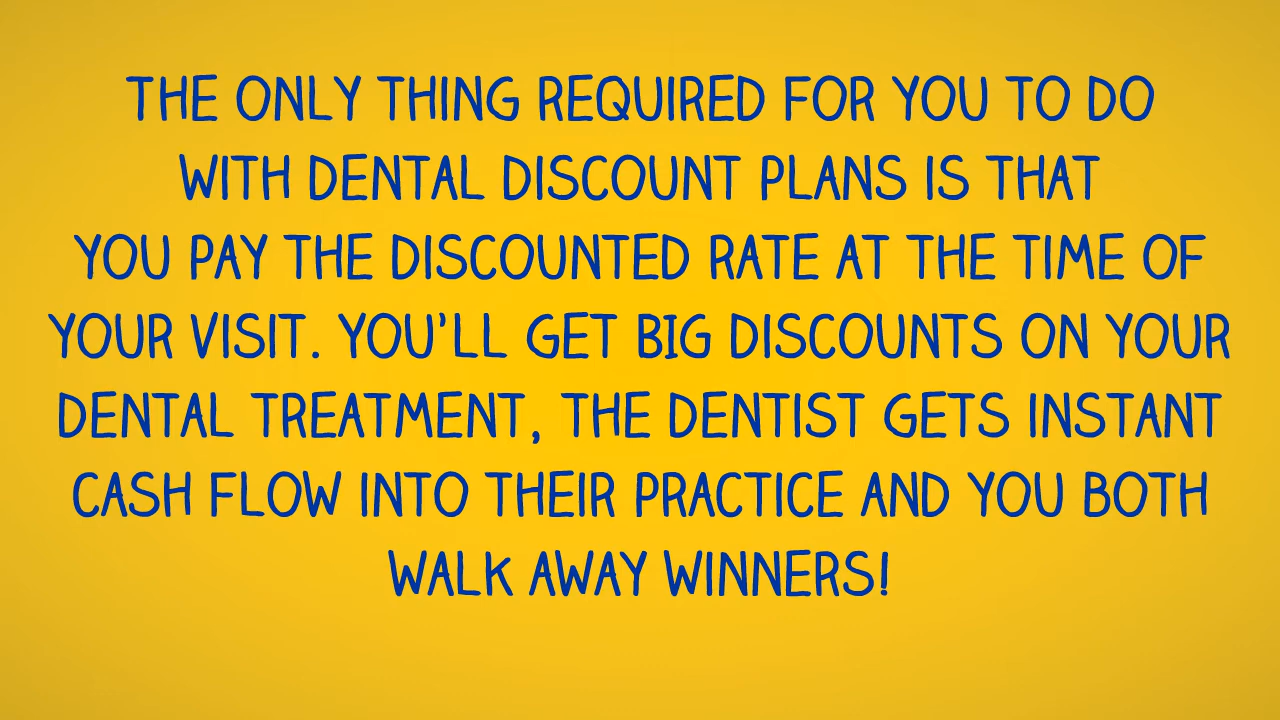 THE ONLY THING REQUIRED FOR YOU TO DO
WITH DENTAL DISCOUNT PLANS IS THAT
YOU PAY THE DISCOUNTED RATE AT THE TIME OF
YOUR VISIT. YOU'LL GET BIG DISCOUNTS ON YOUR
DENTAL TREATMENT, THE DENTIST GETS INSTANT
CASH FLOW INTO THEIR PRACTICE AND YOU BOTH
WALK AWAY WINNERS!